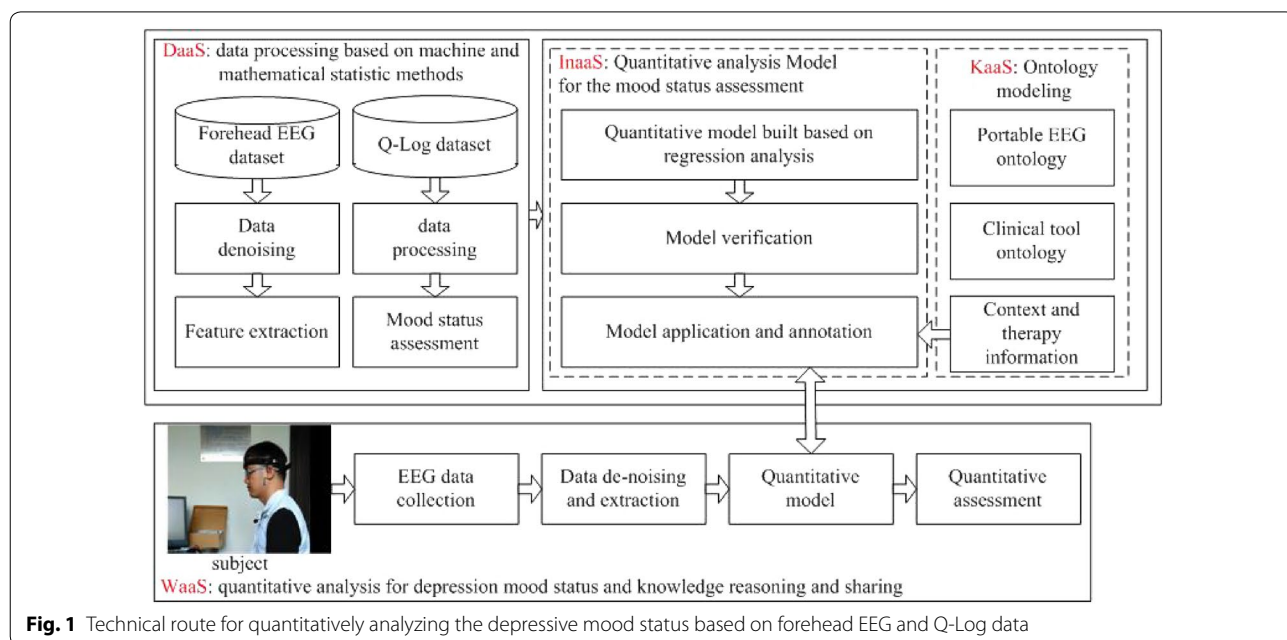 DaaS: data processing based on machine and
mathematical statistic methods
Forehead EEG
dataset
Q-Log dataset
Data
denoising
data
processing
Feature extraction
Mood status
assessment
InaaS: Quantitative analysis Model
for the mood status assessment
Quantitative model built based on
regression analysis
Model verification
Model application and annotation
KaaS: Ontology
modeling
Portable EEG
ontology
Clinical tool
ontology
Context and
therapy
information
subject
EEG data
collection
Data de-noising
and extraction
Quantitative
model
Quantitative
assessment
WaaS: quantitative analysis for depression mood status and knowledge reasoning and sharing
Fig. 1 Technical route for quantitatively analyzing the depressive mood status based on forehead EEG and Q-Log data